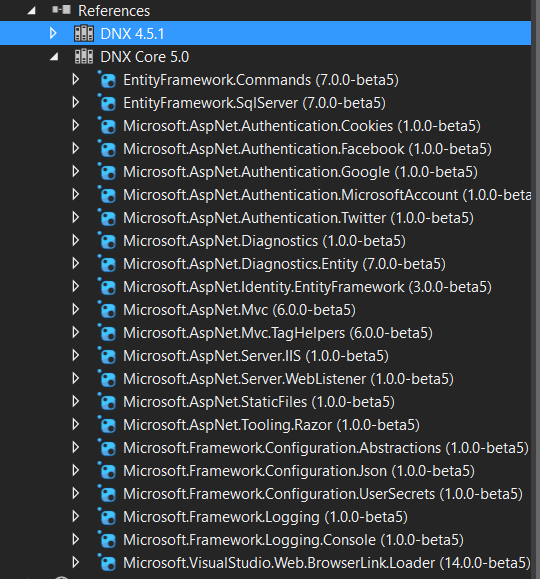 References
DNX 4.5.1
DNX Core 5.0
EntityFramework.Commands (7.0.0-beta5)
EntityFramework.SqlServer (7.0.0-beta5)
Microsoft.AspNet.Authentication.Cookies (1.0.0-beta5)
Microsoft.AspNet.Authentication.Facebook (1.0.0-beta5)
Microsoft.AspNet.Authentication.Google (1.0.0-beta5)
Microsoft.AspNet.Authentication.MicrosoftAccount (1.0.0-beta
Microsoft.AspNet.Authentication.Twitter (1.0.0-beta5)
Microsoft.AspNet.Diagnostics (1.0.0-beta5)
Microsoft.AspNet.Diagnostics.Entity (7.0.0-beta5)
Microsoft.AspNet.Identity.EntityFramework (3.0.0-beta5)
Microsoft.AspNet.Mvc (6.0.0-beta5)
Microsoft.AspNet.Mvc.TagHelpers (6.0.0-beta5)
Microsoft.AspNet.Server.IIS (1.0.0-beta5)
Microsoft.AspNet.Server.WebListener (1.0.0-beta5)
Microsoft.AspNet.StaticFiles (1.0.0-beta5)
Microsoft.AspNet.Tooling.Razor (1.0.0-beta5)
Microsoft.Framework.Configuration.Abstractions (1.0.0-beta5)
Microsoft.Framework.Configuration.Json (1.0.0-beta5)
Microsoft.Framework.Configuration.UserSecrets (1.0.0-beta5)
Microsoft.Framework.Logging (1.0.0-beta5)
Microsoft.Framework.Logging.Console (1.0.0-beta5)
Microsoft.VisualStudio.Web.BrowserLink.Loader (14.0.0-beta5)